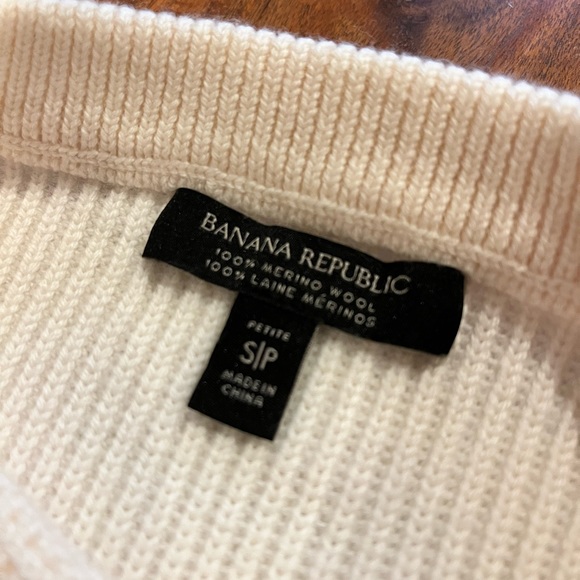 BANANA REPUBLIC
100% MERINO WOOL
100% LAINE MÉRINOS
PETITE
S|P
MADE IN
CHINA